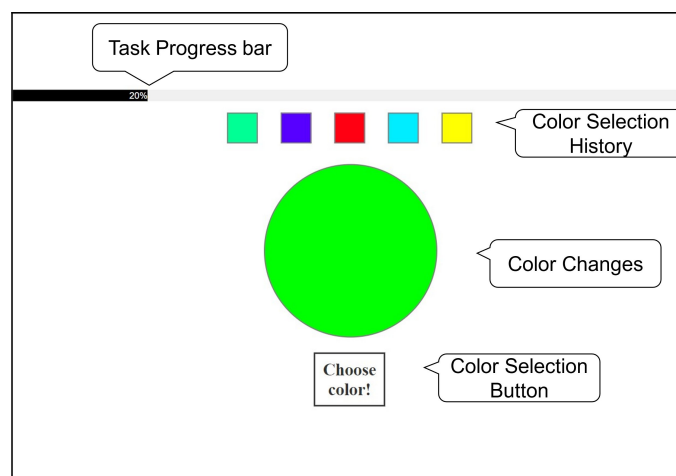 Task Progress bar
20%
Color Selection
History
Color Changes
Choose
color!
Color Selection
Button